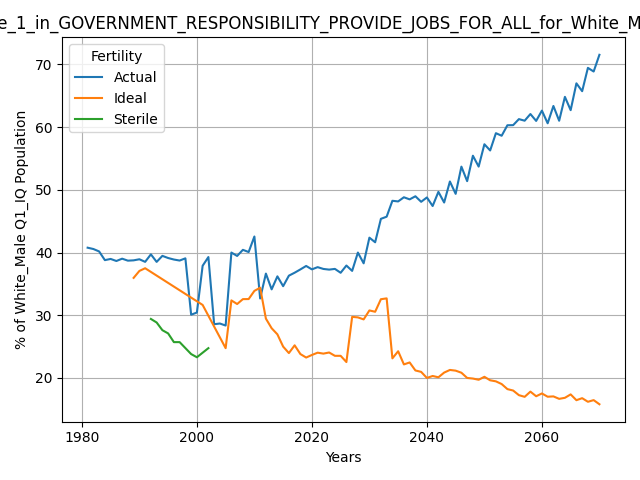 e_1_in_GOVERNMENT_RESPONSIBILITY_PROVIDE_JOBS_FOR_ALL_for_White_M
Fertility
Actual
Ideal
Sterile
% of White_Male Q1_IQ Population
70
60
50
40
30
20
1980
2000
2020
2040
2060
Years